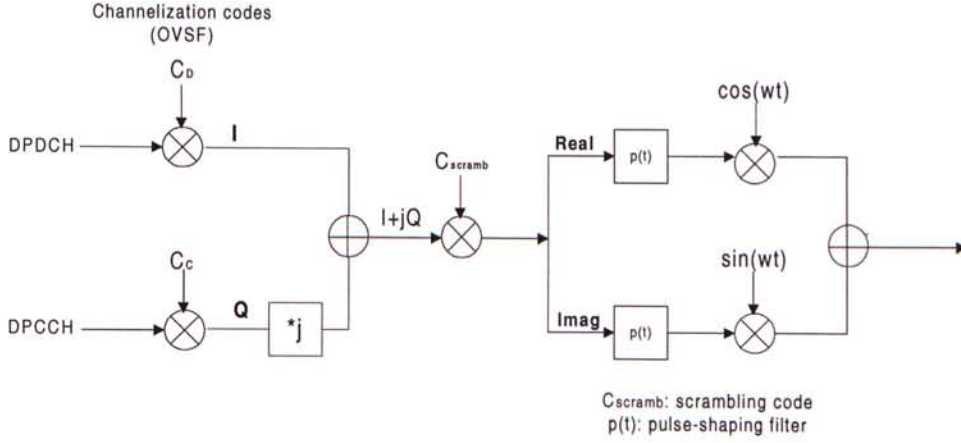 Channelization codes
(OVSF)
CD
cos(wt)
DPDCH
I
Real
p(t)
Cscramb
I+jQ
Cc
sin(wt)
DPCCH
Q
*j
Imag
p(t)
Cscramb: scrambling code
p(t): pulse-shaping filter